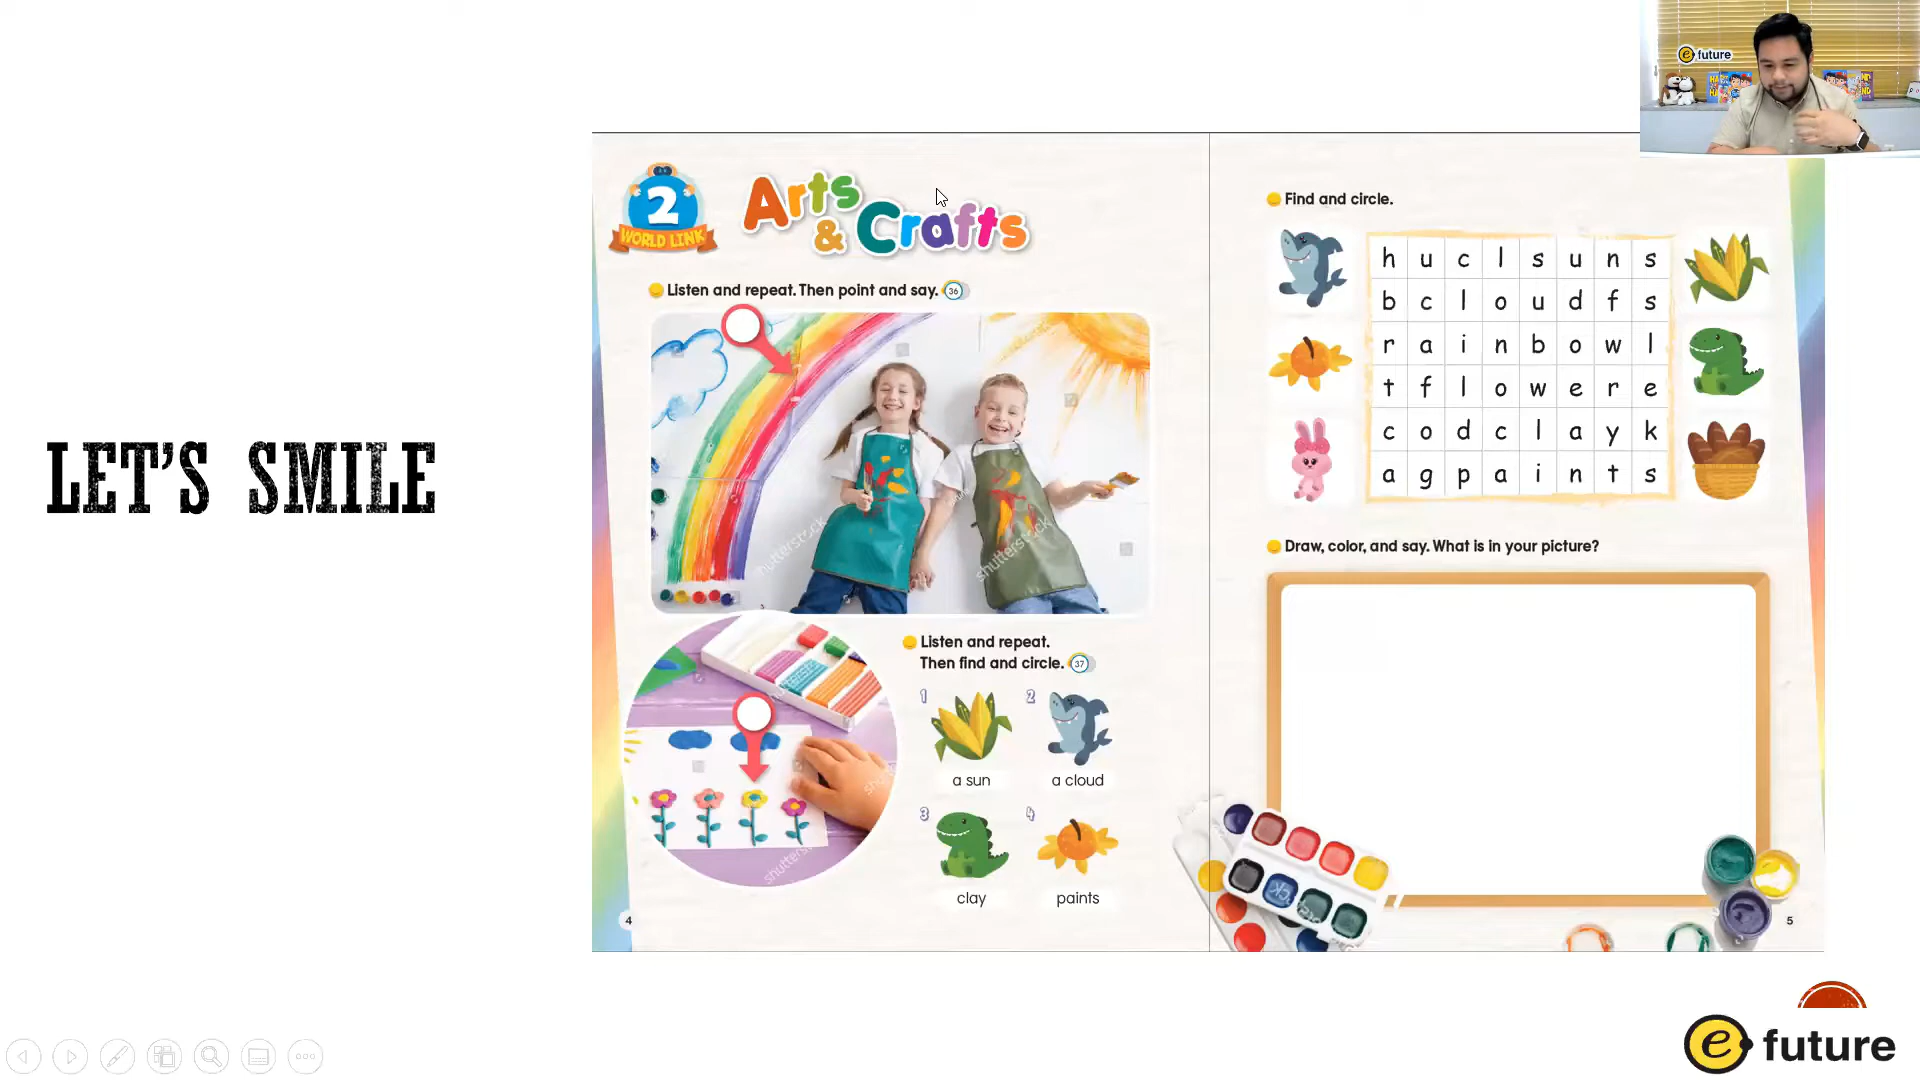 e future
LET'S SMILE
2
WORLD LINK
Arts
& Crafts
Listen and repeat. Then point and say. 36
shutterstock
shutterstock
Listen and repeat.
Then find and circle. 37
1
2
a sun
a cloud
3
4
clay
paints
4
Find and circle.
h u c l s u n s
b c l o u d f s
r a i n b o w l
t f l o w e r e
c o d c l a y k
a g p a i n t s
Draw, color, and say. What is in your picture?
5
e future